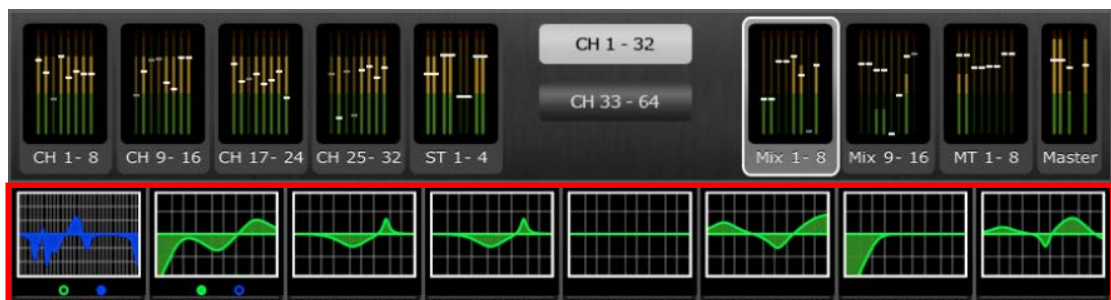 CH 1 - 32
CH 33 - 64
CH 1- 8
CH 9- 16
CH 17- 24
CH 25- 32
ST 1- 4
Mix 1- 8
Mix 9- 16
MT 1- 8
Master